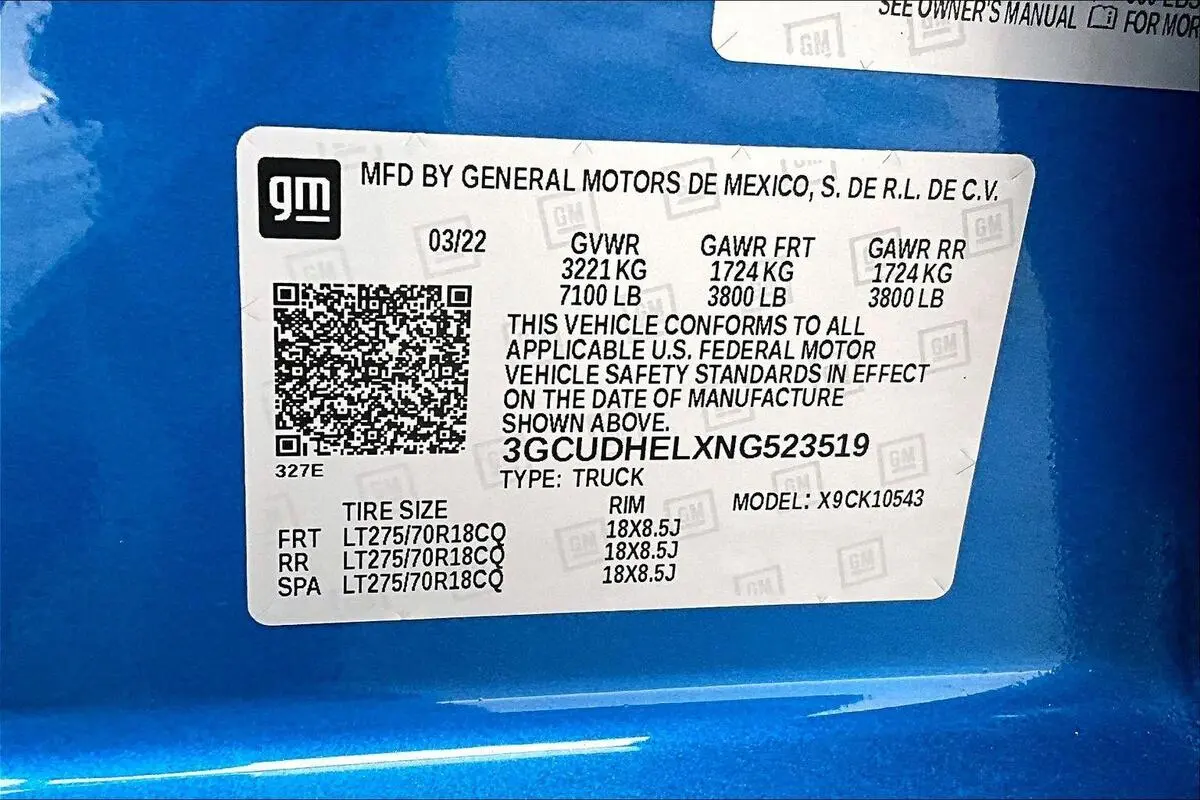 SEE OWNER'S MANUAL FOR MOR
gm
MFD BY GENERAL MOTORS DE MEXICO, S. DE R.L. DE C.V.
03/22 GVWR GAWR FRT GAWR RR
3221 KG 1724 KG 1724 KG
7100 LB 3800 LB 3800 LB
THIS VEHICLE CONFORMS TO ALL
APPLICABLE U.S. FEDERAL MOTOR
VEHICLE SAFETY STANDARDS IN EFFECT
ON THE DATE OF MANUFACTURE
SHOWN ABOVE.
3GCUDHELXNG523519
327E
TYPE: TRUCK
TIRE SIZE RIM MODEL: X9CK10543
FRT LT275/70R18CQ 18X8.5J
RR LT275/70R18CQ 18X8.5J
SPA LT275/70R18CQ 18X8.5J